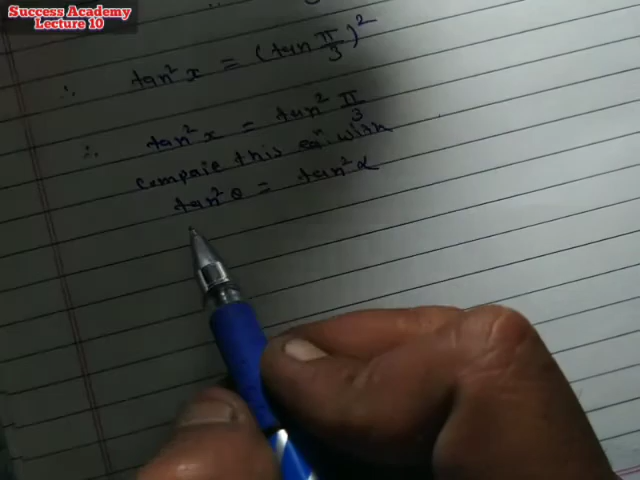 Success Academy
Lecture 10
∴ tan²x = (tan π/3)²
∴ tan²x = tan² π/3
Compare this eqⁿ with
tan²θ = tan²α